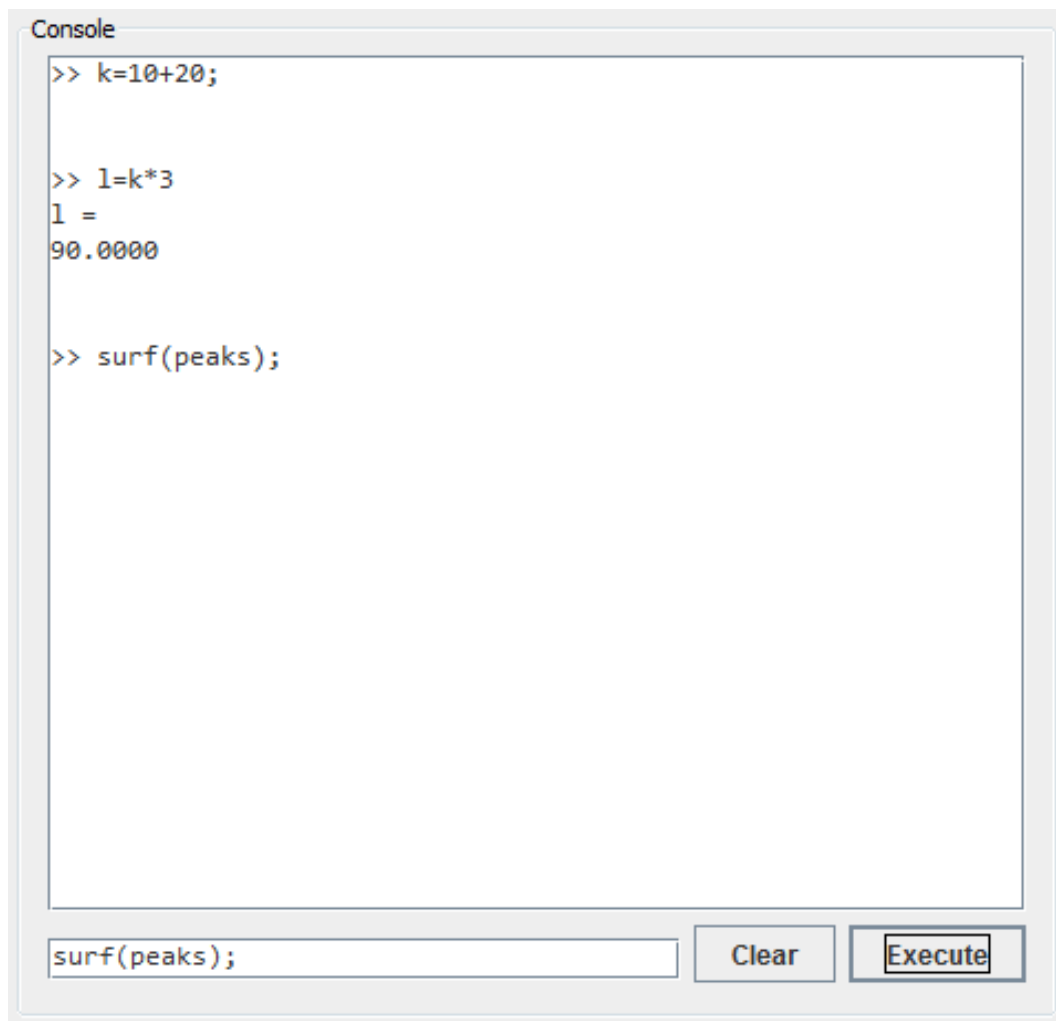 Console
>> k=10+20;
>> l=k*3
l =
90.0000
>> surf(peaks);
surf(peaks);
Clear
Execute